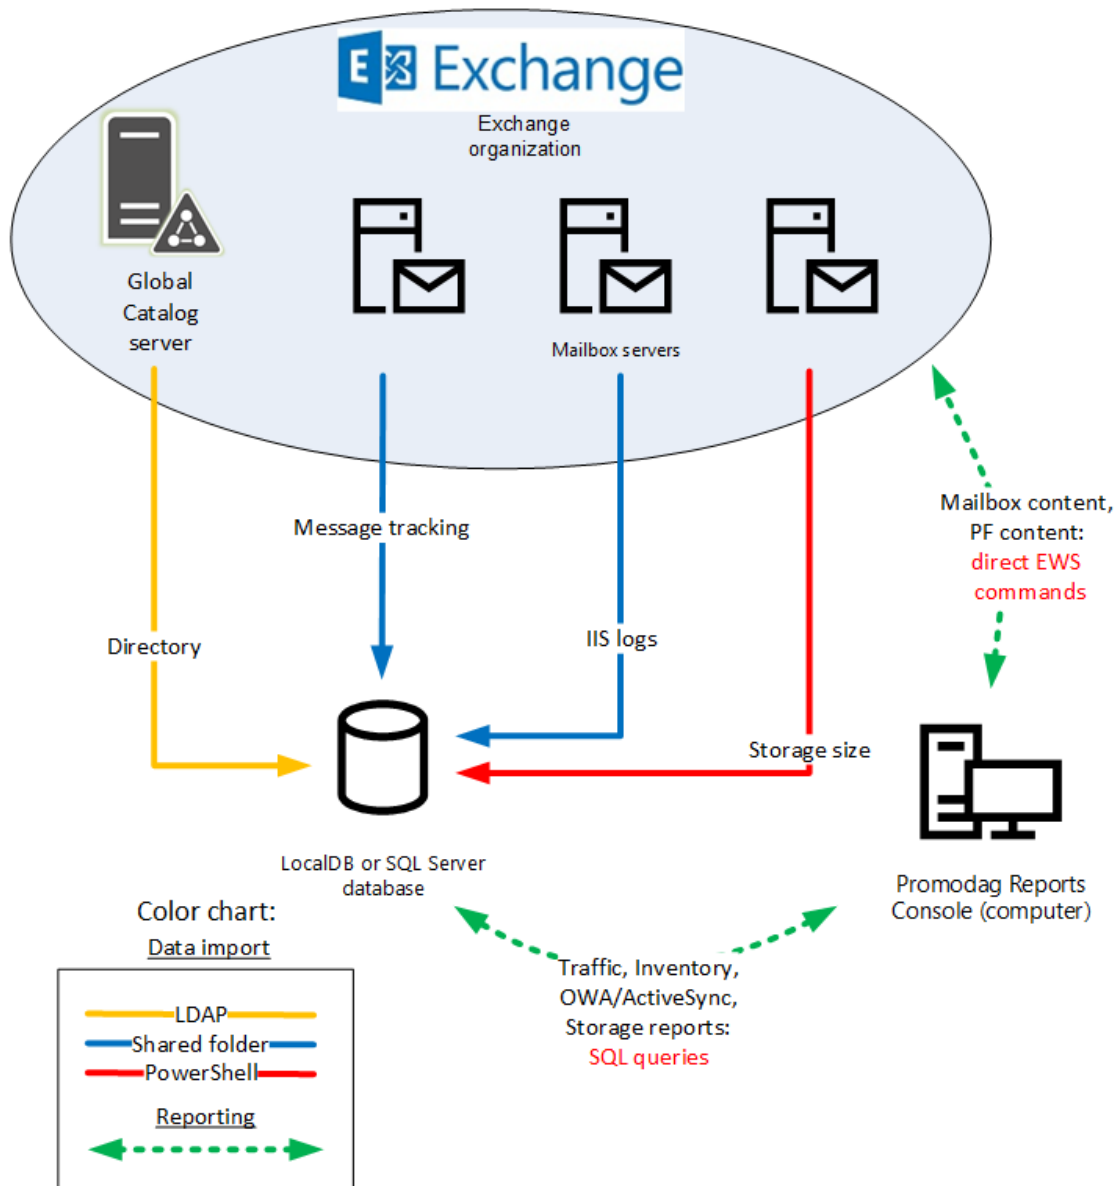 E Exchange
Exchange
organization
Global
Catalog
server
Mailbox servers
Message tracking
Directory
IIS logs
Storage size
Mailbox content,
PF content:
direct EWS
commands
LocalDB or SQL Server
database
Promodag Reports
Console (computer)
Traffic, Inventory,
OWA/ActiveSync,
Storage reports:
SQL queries
Color chart:
Data import
LDAP
Shared folder
PowerShell
Reporting